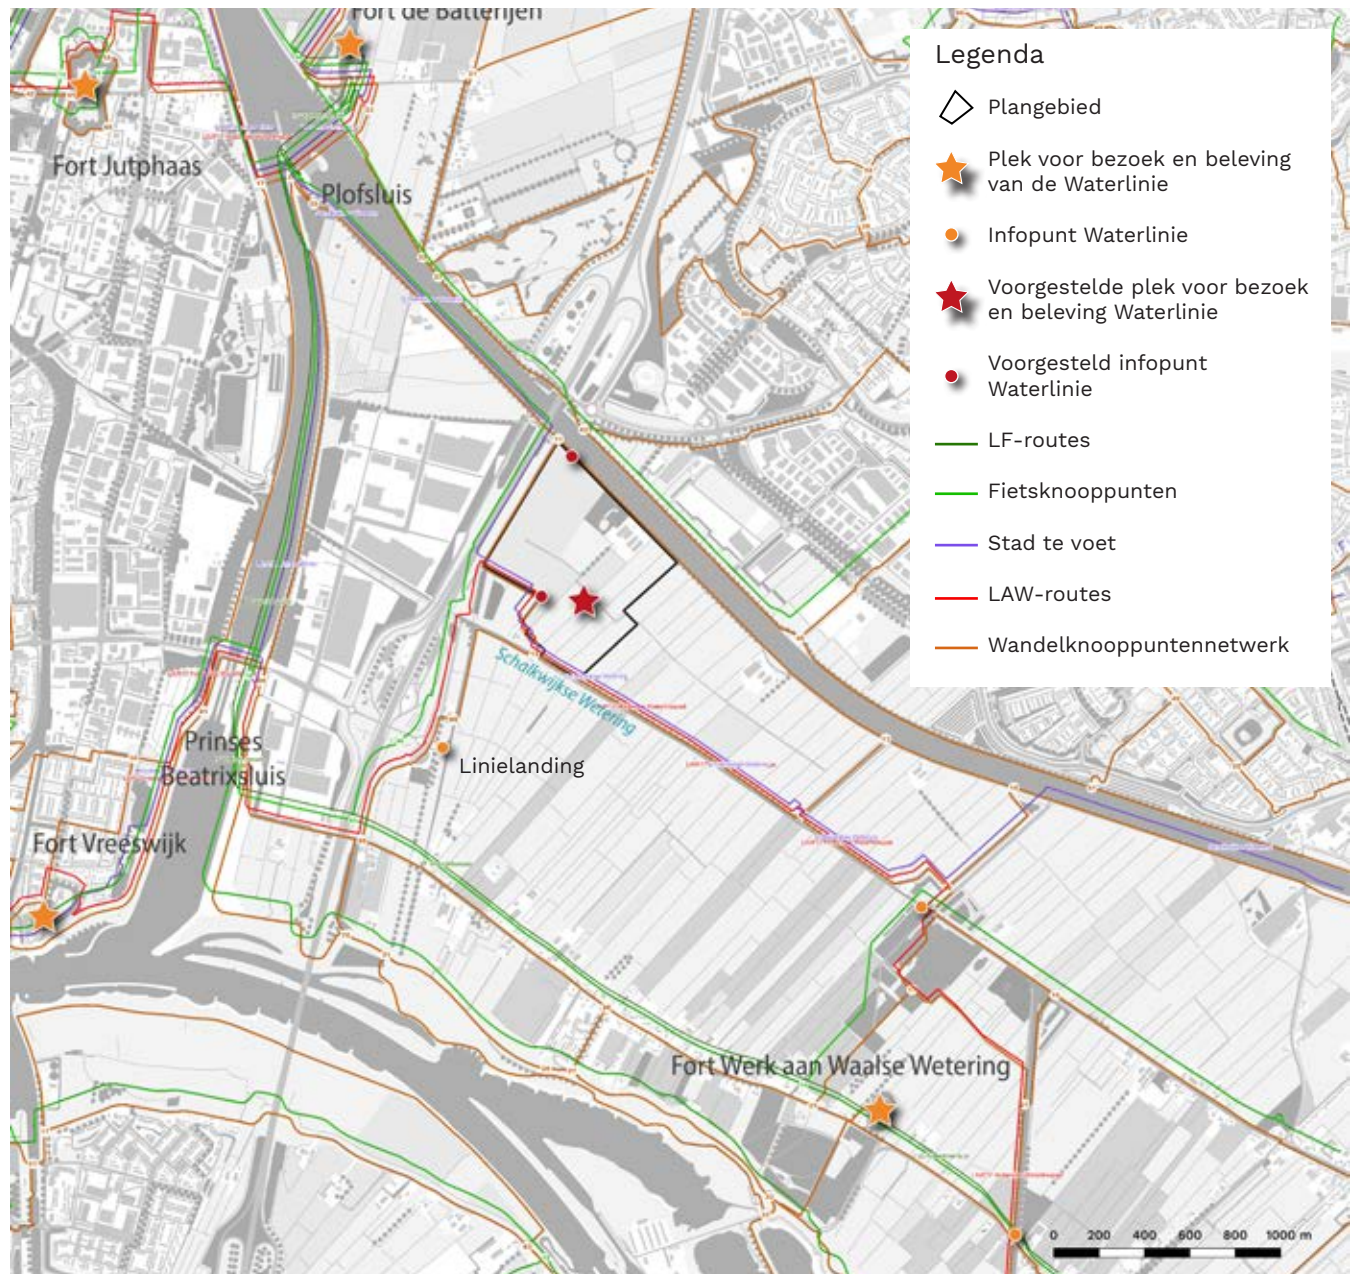 Fort de Batterijen
Fort Jutphaas
Plofsluis
Schalkwijkse Wetering
Prinses
Beatrixsluis
Linielanding
Fort Vreeswijk
Fort Werk aan Waalse Wetering
Legenda
Plangebied
Plek voor bezoek en beleving
van de Waterlinie
Infopunt Waterlinie
Voorgestelde plek voor bezoek
en beleving Waterlinie
Voorgesteld infopunt
Waterlinie
LF-routes
Fietsknooppunten
Stad te voet
LAW-routes
Wandelknooppuntennetwerk
0 200 400 600 800 1000 m